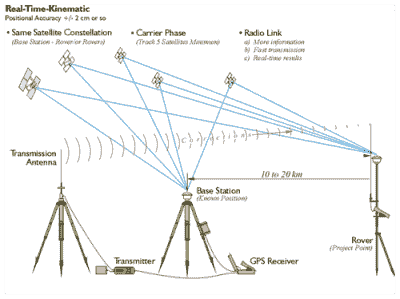 Real-Time-Kinematic
Positional Accuracy +/- 2 cm or so
• Same Satellite Constellation
(Base Station - Rover or Rovers)
• Carrier Phase
(Track 5 Satellites Minimum)
• Radio Link
a) More information
b) Fast transmission
c) Real-time results
Transmission
Antenna
10 to 20 km
Base Station
(Known Position)
Rover
(Project Point)
Transmitter
GPS Receiver